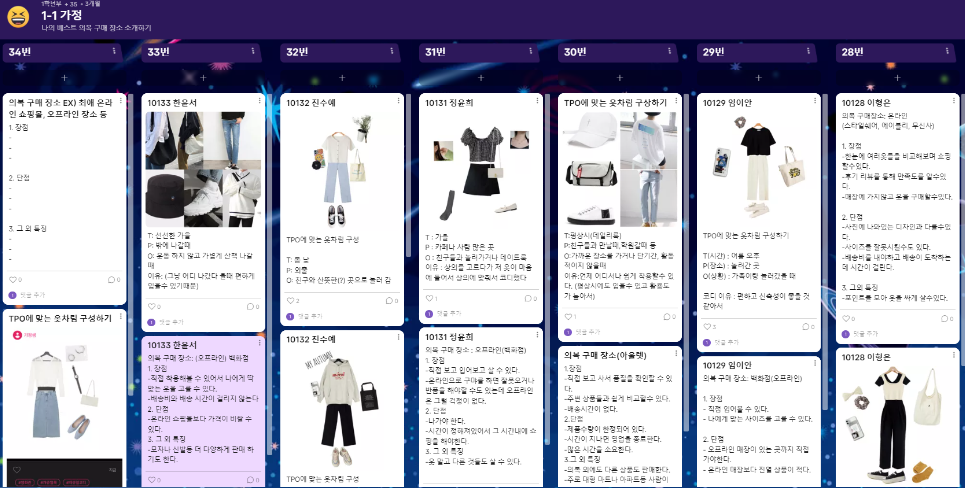 1학년부 + 35 • 3개월
1-1 가정
나의 베스트 의복 구매 장소 소개하기
34번
33번
32번
31번
30번
29번
28번
의복 구매 장소 EX) 최애 온라
인 쇼핑몰, 오프라인 장소 등
1. 장점
-
-
-
2. 단점
-
-
-
3. 그 외 특징
-
-
-
0
0
댓글 추가
TPO에 맞는 옷차림 구성하기
10133 한윤서
T: 선선한 가을
P: 밖에 나갈때
O: 운동 하지 않고 가볍게 산책 나갈
때
이유: (그냥 어디 나간다 풀때 편하게
입을수 있기때문)
0
0
댓글 추가
10133 한윤서
의복 구매 장소: (오프라인) 백화점
1. 장점
-직접 착용해볼 수 있어서 나에게 딱
맞는 옷을 고를 수 있다.
-배송비와 배송 시간이 걸리지 않는다
2. 단점
-온라인 쇼핑몰보다 가격이 비쌀 수
있다.
3. 그 외 특징
-모자나 신발등 더 다양하게 판매 하
기도 한다.
0
0
10132 진수예
TPO에 맞는 옷차림 구성
T: 봄 날
P: 외출
O: 친구와 산뜻한(?) 곳으로 놀러 감
2
0
댓글 추가
10132 진수예
MY AUTUMN
TPO에 맞는 옷차림 구성
10131 정윤희
T : 가을
P : 카페나 사람 많은 곳
O : 친구들과 놀러가거나 데이트룩
이유 : 상의를 고르다가 저 옷이 마음
에 들어서 상의에 맞춰서 코디했다
1
0
댓글 추가
10131 정윤희
의복 구매 장소 : 오프라인(백화점)
1. 장점
-직접 보고 입어보고 살 수 있다.
-온라인으로 구매를 하면 잘못오거나
반품을 해야할 수도 있는데 오프라인
은 그럴 걱정이 없다.
2. 단점
-나가야 한다.
-시간이 정해져있어서 그 시간내에 쇼
핑을 해야한다.
3. 그 외 특징
-옷 말고 다른 것들도 살 수 있다.
TPO에 맞는 옷차림 구상하기
T:평상시(데일리룩)
P:친구들과 만날때,학원갈때 등
O:가까운 장소를 가거나 단기간, 활동
적이지 않을때
이유:언제 어디서나 쉽게 착용할수 있
다. (평상시에도 입을수 있고 활용도
가 높아서)
1
0
댓글 추가
의복 구매 장소(아울렛)
1.장점
-직접 보고 사서 품질을 확인할 수 있
다.
-주변 상품들과 쉽게 비교할수 있다.
-배송시간이 없다.
2.단점
-제품수량이 한정되어 있다.
-시간이 지나면 영업을 종료한다.
-많은 시간을 소요한다.
3.그 외 특징
-의복 외에도 다른 상품도 판매한다.
-주로 대형 마트나 아파트동 사람이
10129 임이안
TPO에 맞는 옷차림 구상하기
T(시간) : 여름 오후
P(장소) : 놀러갈 곳
O(상황) : 가족여행, 놀러갔을 때
코디 이유 : 편하고 신축성이 좋을 것
같아서
3
0
댓글 추가
10129 임이안
의복 구매 장소: 백화점(오프라인)
1. 장점
- 직접 입어볼 수 있다.
- 나에게 맞는 사이즈를 고를 수 있다.
2. 단점
- 오프라인 매장이 있는 곳까지 직접
가야한다.
- 온라인 매장보다 진열 상품이 적다.
10128 이형은
의복 구매장소: 온라인
(스타일쉐어, 에이블리, 무신사)
1. 장점
-한눈에 여러옷들을 비교해보며 쇼핑
할수있다.
-후기 리뷰를 통해 만족도를 알수있
다.
-매장에 가지않고 옷을 구매할수있다.
2. 단점
-사진에 나와있는 디자인과 다를수있
다.
-사이즈를 잘못시킬수도 있다.
-배송비를 내야하고 배송이 도착하는
데 시간이 걸린다.
3. 그외의 특징
-포인트를 모아 옷을 싸게 살수있다.
0
0
댓글 추가
10128 이형은